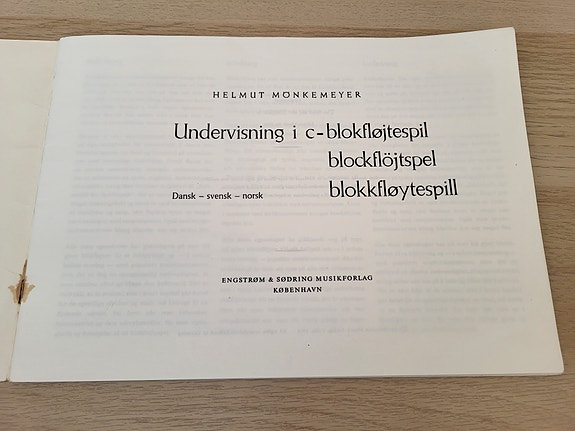 HELMUT MÖNKEMEYER
Undervisning i c-blokfløjtespil
blockflöjtspel
Dansk – svensk – norsk blokkfløytespill
ENGSTRØM & SØDRING MUSIKFORLAG
KØBENHAVN